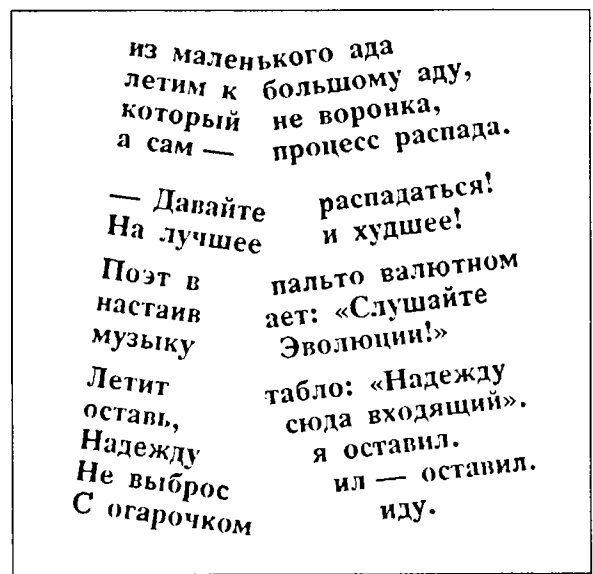 из маленького ада
летим к большому аду,
который не воронка,
а сам — процесс распада.
— Давайте распадаться!
На лучшее и худшее!
Поэт в пальто валютном
настаив ает: «Слушайте
музыку Эволюции!»
Летит табло: «Надежду
оставь, сюда входящий».
Надежду я оставил.
Не выброс ил — оставил.
С огарочком иду.